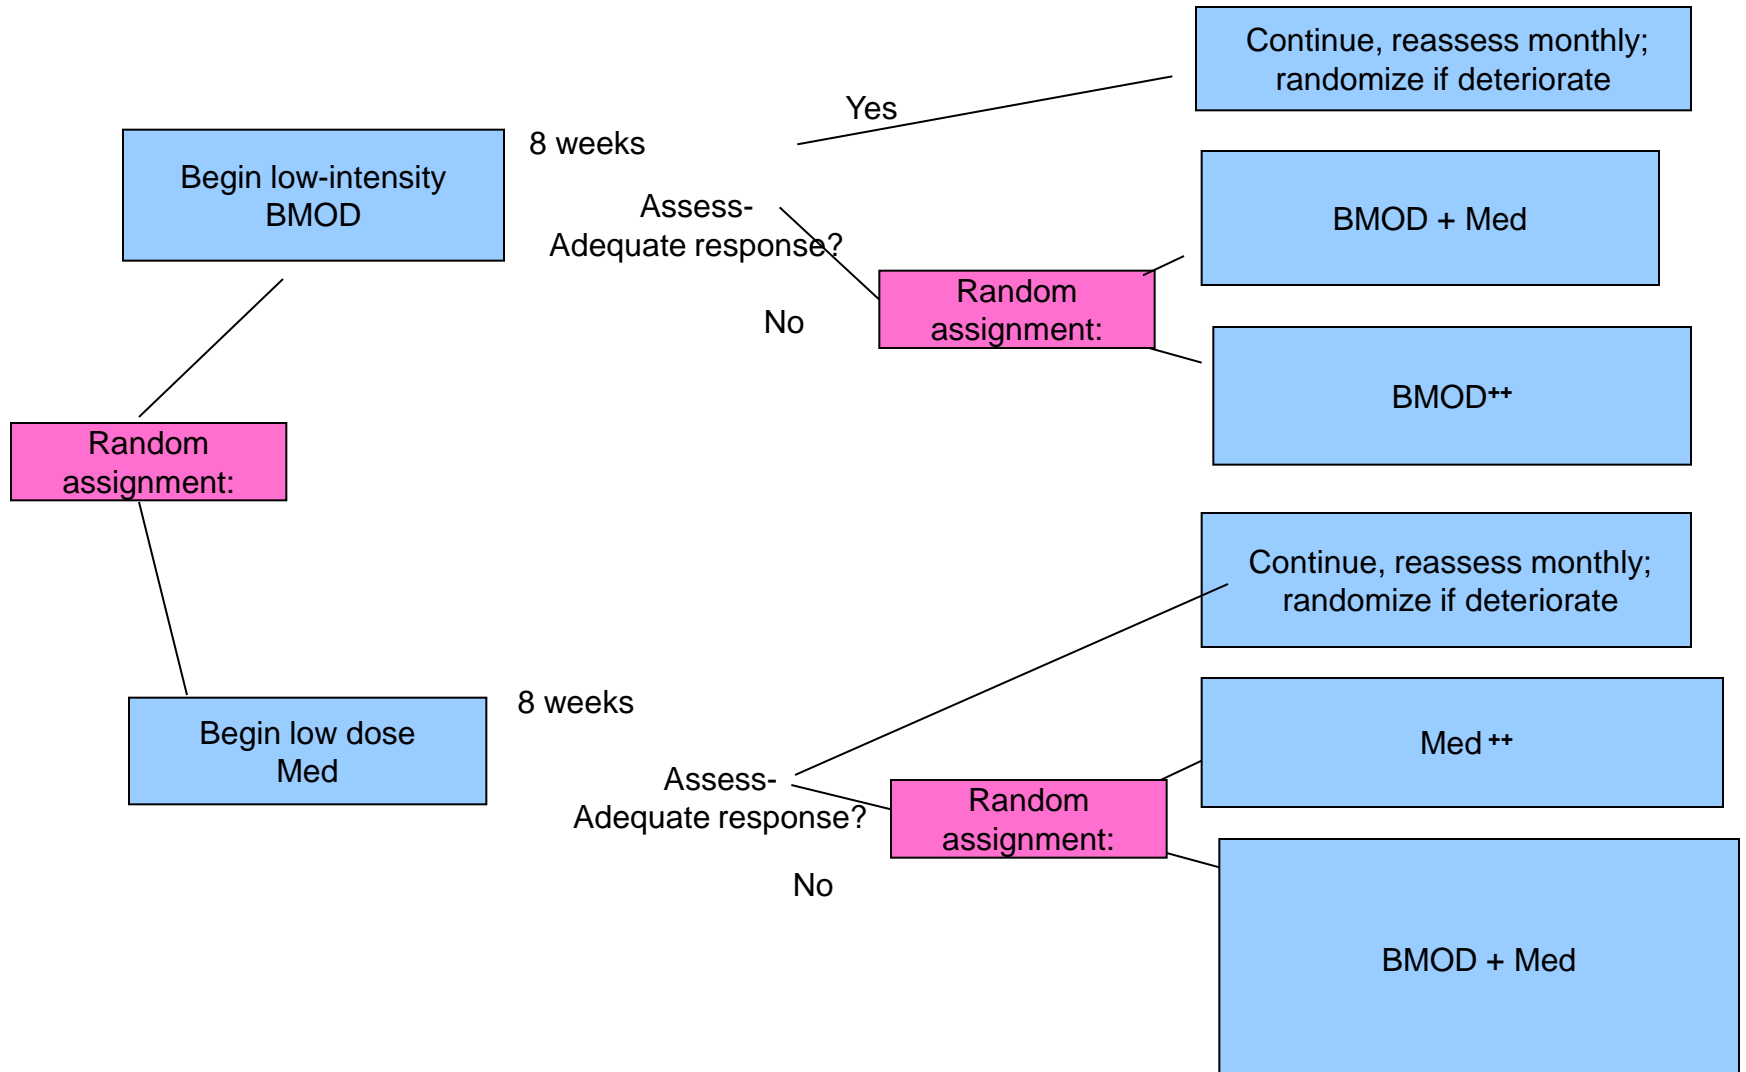 Continue, reassess monthly;
randomize if deteriorate
Yes
8 weeks
Begin low-intensity
BMOD
Assess-
Adequate response?
BMOD + Med
Random
assignment:
No
BMOD++
Random
assignment:
Continue, reassess monthly;
randomize if deteriorate
8 weeks
Begin low dose
Med
Assess-
Adequate response?
Med ++
Random
assignment:
No
BMOD + Med